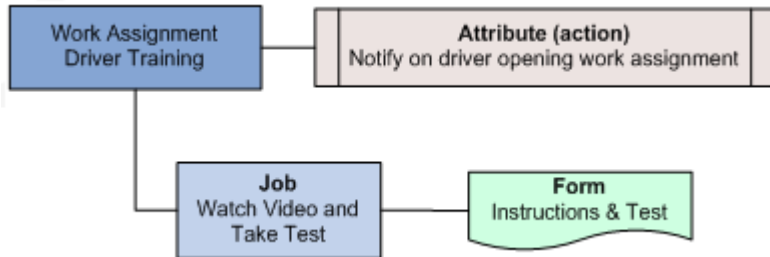 Work Assignment
Driver Training
Attribute (action)
Notify on driver opening work assignment
Job
Watch Video and
Take Test
Form
Instructions & Test